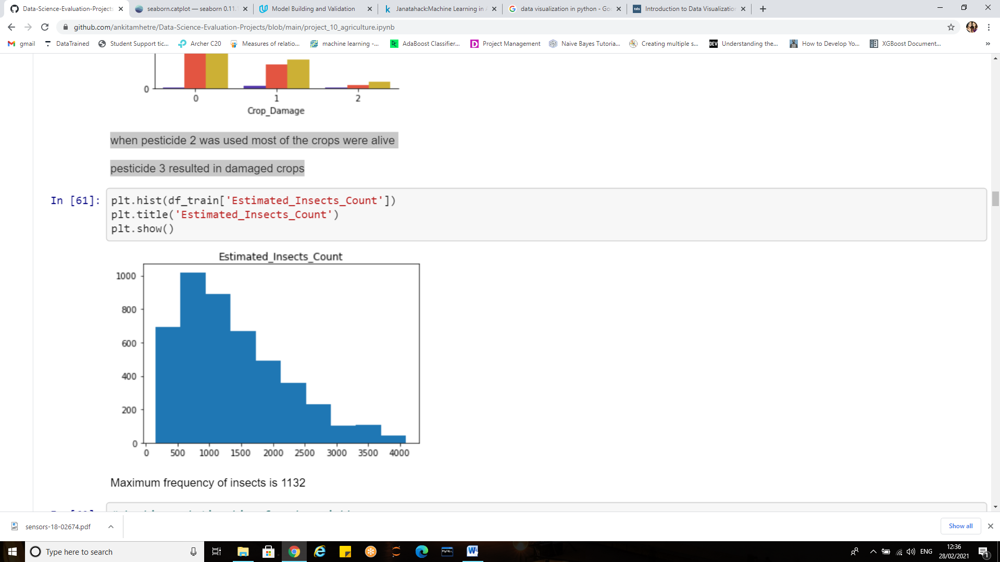 Data-Science-Evaluation-Projects
seaborn.catplot — seaborn 0.11.
Model Building and Validation
Janatahack:Machine Learning in
data visualization in python - Go
Introduction to Data Visualizatio
github.com/ankitamhetre/Data-Science-Evaluation-Projects/blob/main/project_10_agriculture.ipynb
gmail
DataTrained
Student Support tic...
Archer C20
Measures of relatio...
machine learning -...
AdaBoost Classifier...
Project Management
Naive Bayes Tutoria...
Creating multiple s...
DEV
Understanding the...
How to Develop Yo...
XGBoost Document...
0
0 1 2
Crop_Damage
when pesticide 2 was used most of the crops were alive
pesticide 3 resulted in damaged crops
In [61]:
plt.hist(df_train['Estimated_Insects_Count'])
plt.title('Estimated_Insects_Count')
plt.show()
Estimated_Insects_Count
1000
800
600
400
200
0
0 500 1000 1500 2000 2500 3000 3500 4000
Maximum frequency of insects is 1132
sensors-18-02674.pdf
Show all
Type here to search
ENG
12:36
28/02/2021
1